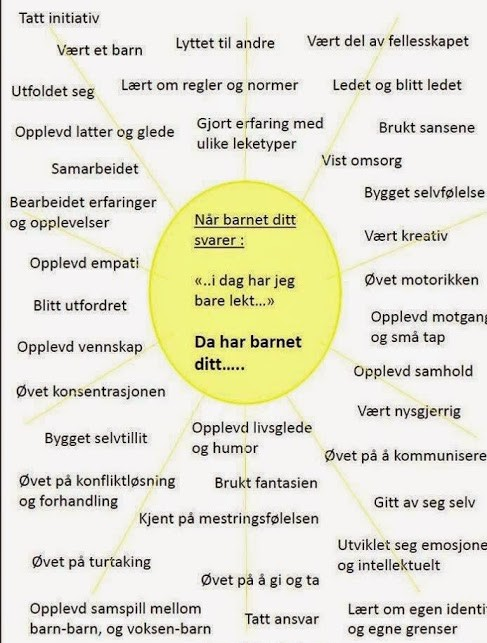 Tatt initiativ
Vært et barn
Lyttet til andre
Vært del av fellesskapet
Utfoldet seg
Lært om regler og normer
Ledet og blitt ledet
Opplevd latter og glede
Gjort erfaring med
ulike leketyper
Brukt sansene
Samarbeidet
Vist omsorg
Bearbeidet erfaringer
og opplevelser
Bygget selvfølelse
Når barnet ditt
svarer :
Vært kreativ
Opplevd empati
«..i dag har jeg
bare lekt...»
Øvet motorikken
Blitt utfordret
Opplevd motgang
og små tap
Da har barnet
ditt.....
Opplevd vennskap
Opplevd samhold
Øvet konsentrasjonen
Vært nysgjerrig
Bygget selvtillit
Opplevd livsglede
og humor
Øvet på å kommunisere
Øvet på konfliktløsning
og forhandling
Brukt fantasien
Gitt av seg selv
Kjent på mestringsfølelsen
Utviklet seg emosjone
og intellektuelt
Øvet på turtaking
Øvet på å gi og ta
Opplevd samspill mellom
barn-barn, og voksen-barn
Tatt ansvar
Lært om egen identi
og egne grenser